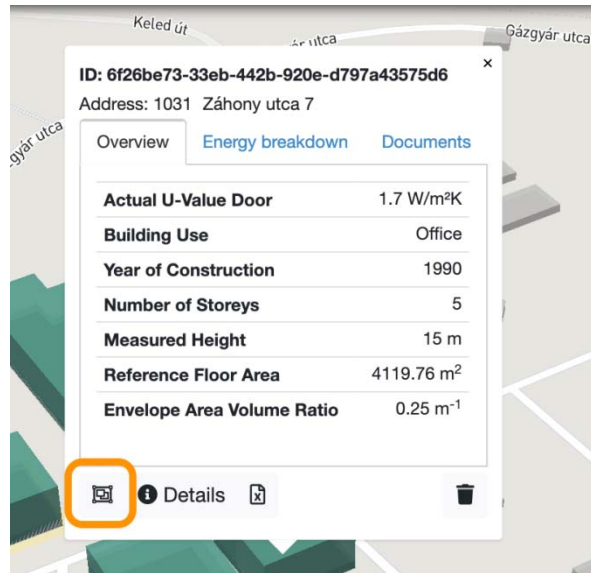 Keled út
Gázgyár utca
utca
ID: 6f26be73-33eb-442b-920e-d797a43575d6
×
Address: 1031 Záhony utca 7
utca
Overview Energy breakdown Documents
Actual U-Value Door 1.7 W/m²K
Building Use Office
Year of Construction 1990
Number of Storeys 5
Measured Height 15 m
Reference Floor Area 4119.76 m²
Envelope Area Volume Ratio 0.25 m⁻¹
Details